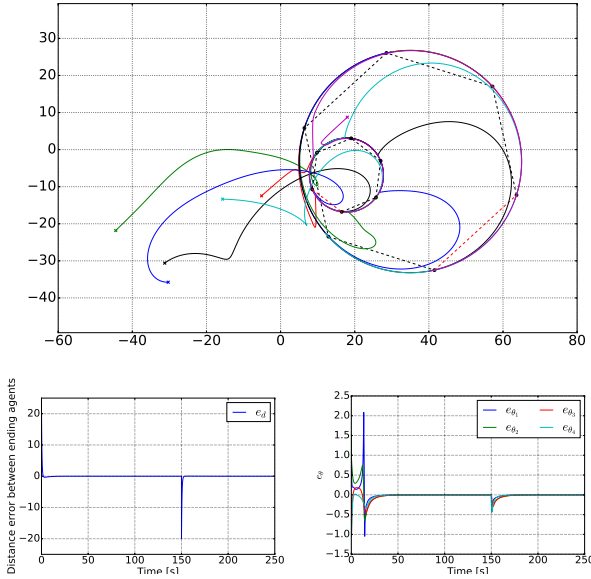 30
20
10
0
−10
−20
−30
−40
−60 −40 −20 0 20 40 60 80
Distance error between ending agents
20
10
0
−10
−20
0 50 100 150 200 250
Time [s]
e_d
e_θ
2.5
2.0
1.5
1.0
0.5
0.0
−0.5
−1.0
−1.5
0 50 100 150 200 250
Time [s]
e_θ1 e_θ3
e_θ2 e_θ4